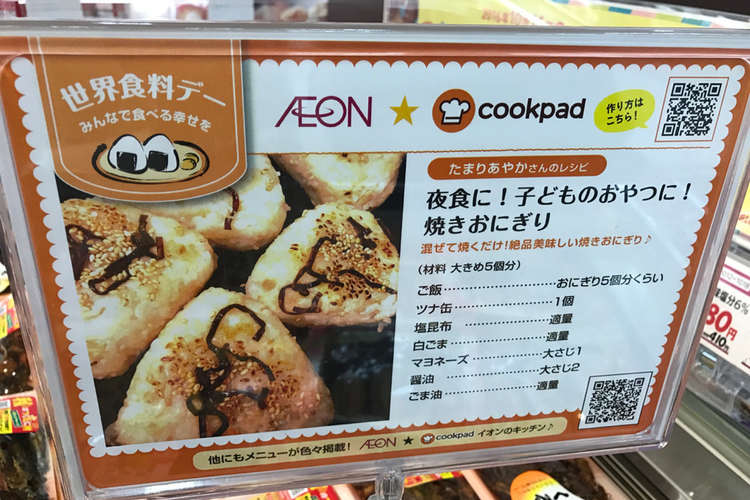 世界食料デー
みんなで食べる幸せを
ÆON ★ cookpad
作り方は
こちら!
たまりあやかさんのレシピ
夜食に!子どものおやつに!
焼きおにぎり
混ぜて焼くだけ!絶品美味しい焼きおにぎり♪
(材料 大きめ5個分)
ご飯……………………おにぎり5個分くらい
ツナ缶……………………1個
塩昆布……………………適量
白ごま……………………適量
マヨネーズ……………大さじ1
醤油……………………大さじ2
ごま油……………………適量
他にもメニューが色々掲載! ÆON ★ cookpad イオンのキッチン♪
塩分6%